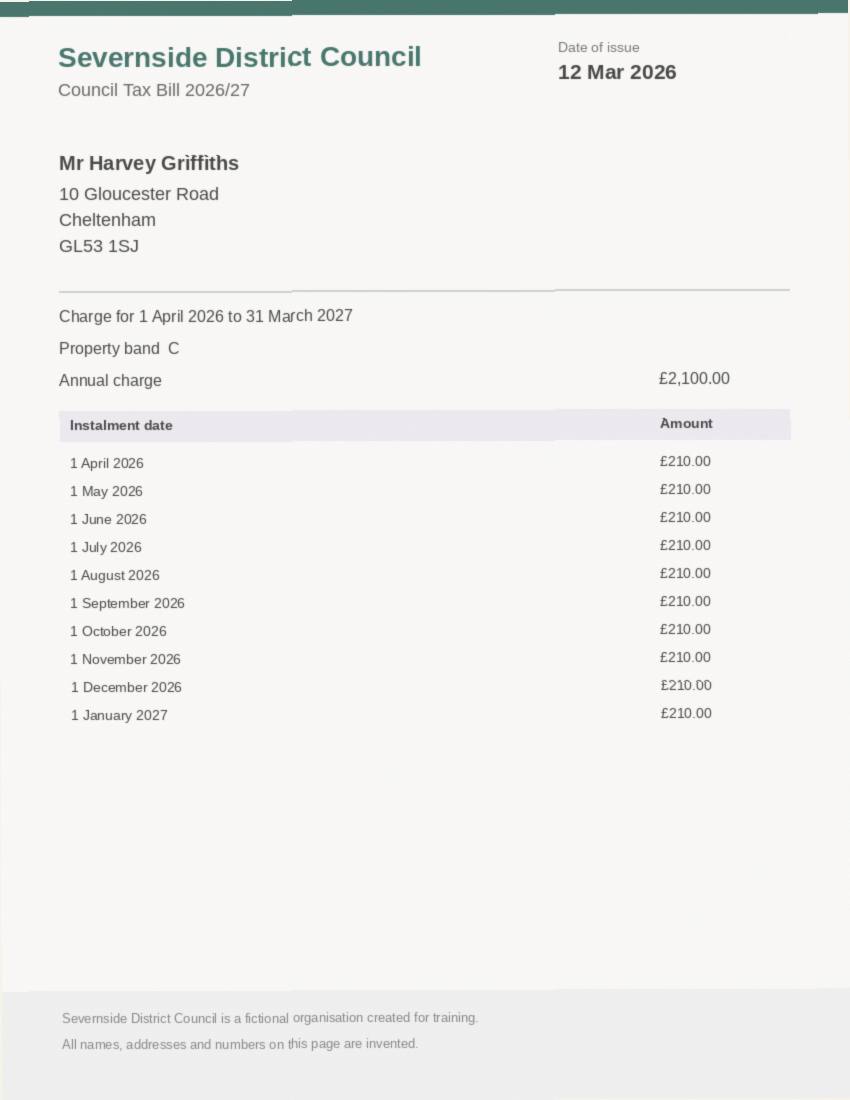 Severnside District Council
Council Tax Bill 2026/27
Date of issue
12 Mar 2026
Mr Harvey Griffiths
10 Gloucester Road
Cheltenham
GL53 1SJ
Charge for 1 April 2026 to 31 March 2027
Property band C
Annual charge £2,100.00
Instalment date Amount
1 April 2026 £210.00
1 May 2026 £210.00
1 June 2026 £210.00
1 July 2026 £210.00
1 August 2026 £210.00
1 September 2026 £210.00
1 October 2026 £210.00
1 November 2026 £210.00
1 December 2026 £210.00
1 January 2027 £210.00
Severnside District Council is a fictional organisation created for training.
All names, addresses and numbers on this page are invented.